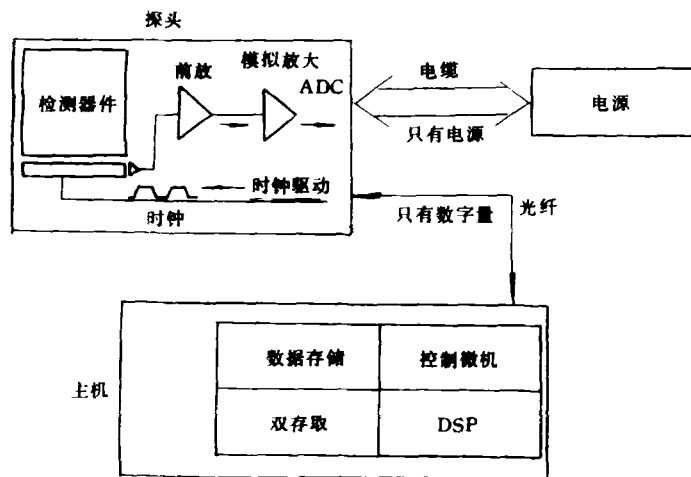 探头
检测器件
前放
模拟放大
ADC
时钟驱动
时钟
电缆
只有电源
电源
只有数字量
光纤
主机
数据存储
控制微机
双存取
DSP